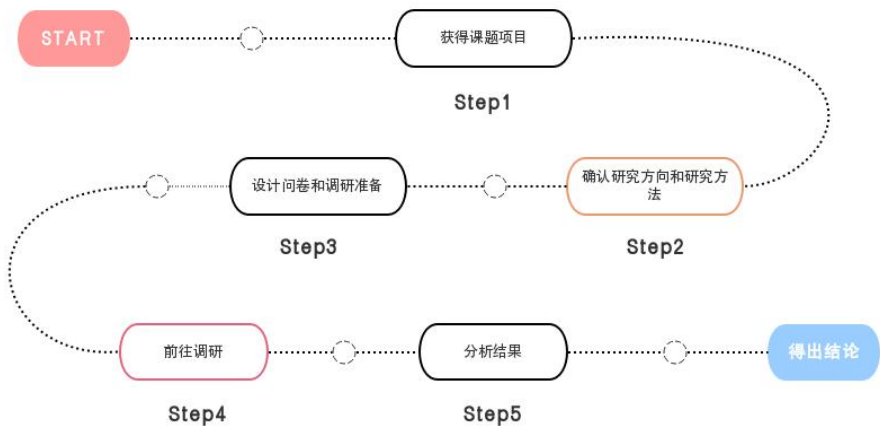 START
获得课题项目
Step1
确认研究方向和研究方
法
Step2
设计问卷和调研准备
Step3
前往调研
Step4
分析结果
Step5
得出结论